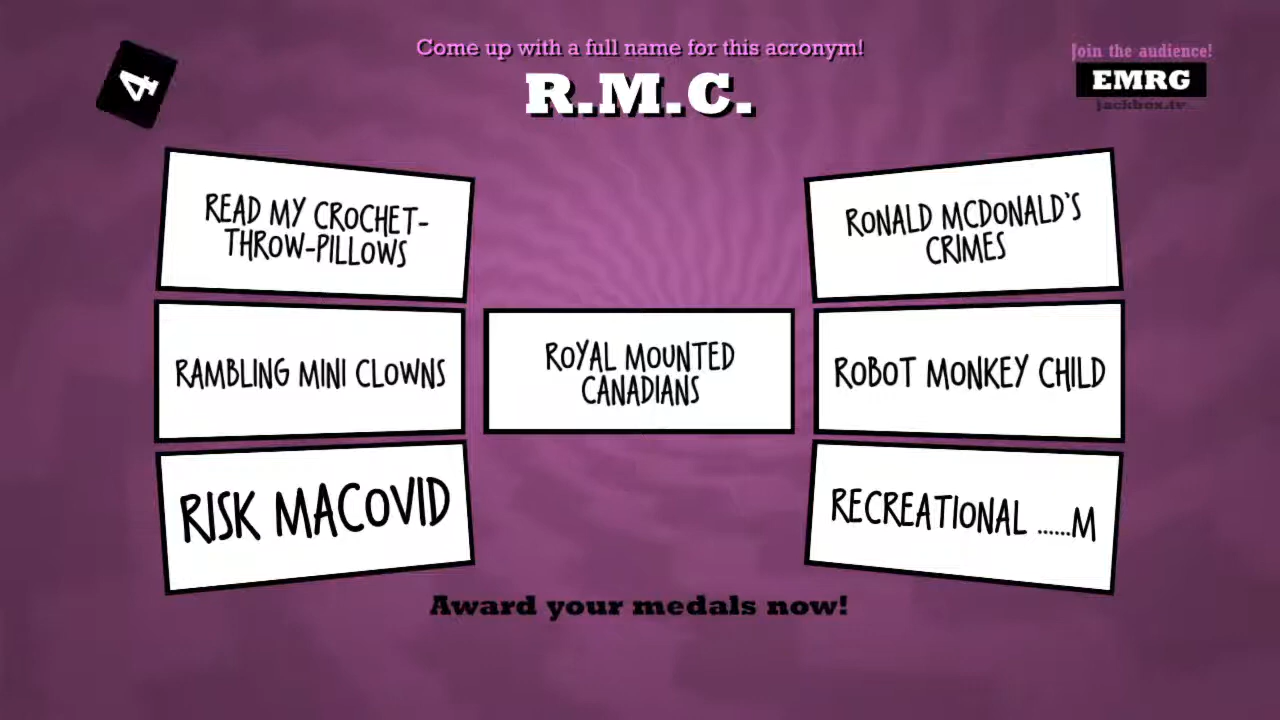 Come up with a full name for this acronym!
R.M.C.
4
Join the audience!
EMRG
jackbox.tv
READ MY CROCHET-
THROW-PILLOWS
RONALD MCDONALD'S
CRIMES
RAMBLING MINI CLOWNS
ROYAL MOUNTED
CANADIANS
ROBOT MONKEY CHILD
RISK MACOVID
RECREATIONAL ......M
Award your medals now!